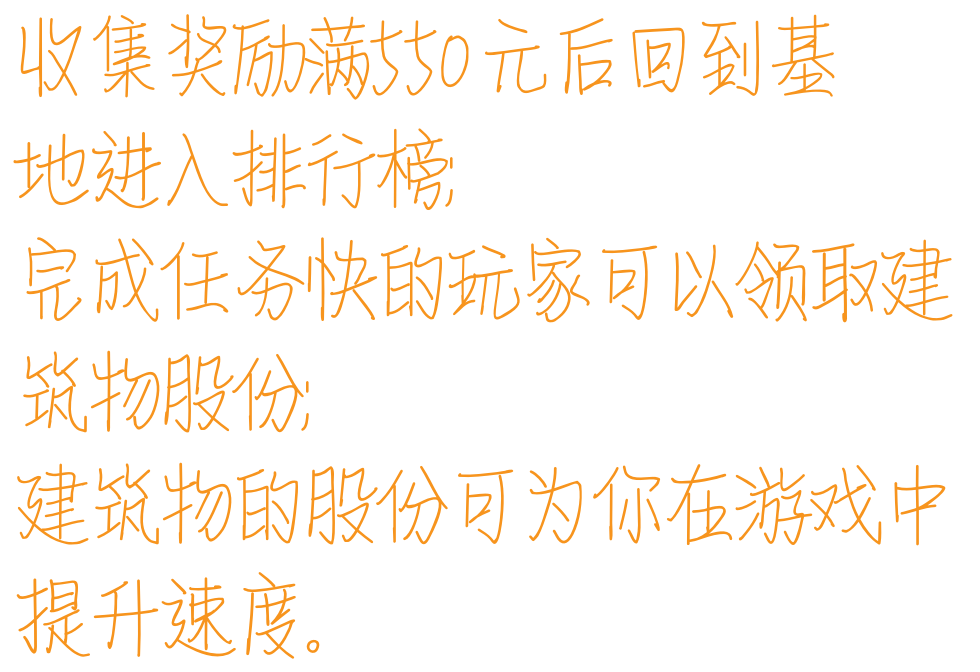 收集奖励满550元后回到基
地进入排行榜;
完成任务快的玩家可以领取建
筑物股份;
建筑物的股份可为你在游戏中
提升速度。